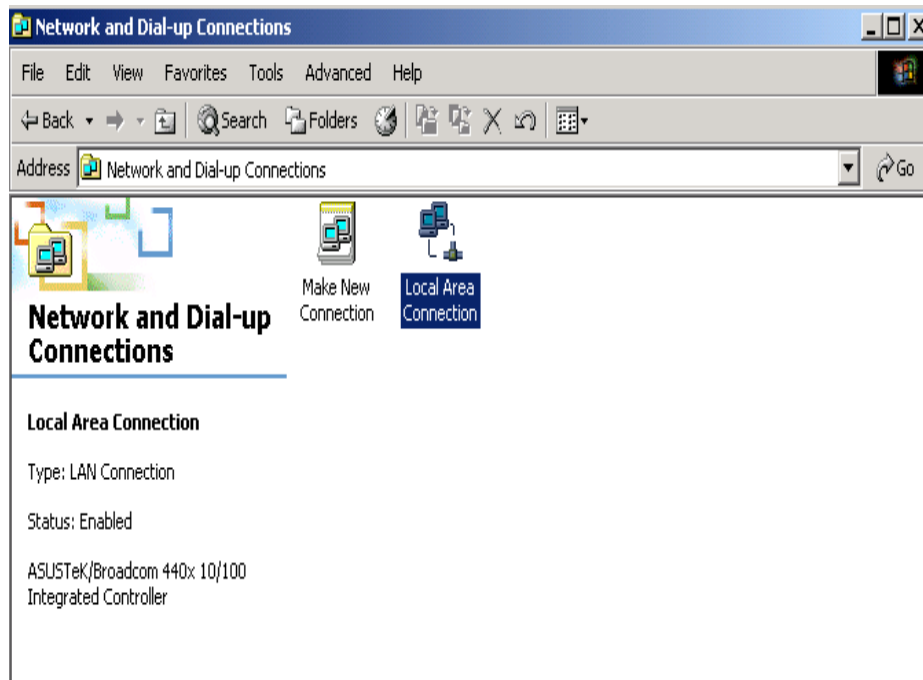 Network and Dial-up Connections
File Edit View Favorites Tools Advanced Help
Back Search Folders
Address Network and Dial-up Connections Go
Make New
Connection
Local Area
Connection
Network and Dial-up
Connections
Local Area Connection
Type: LAN Connection
Status: Enabled
ASUSTeK/Broadcom 440x 10/100
Integrated Controller